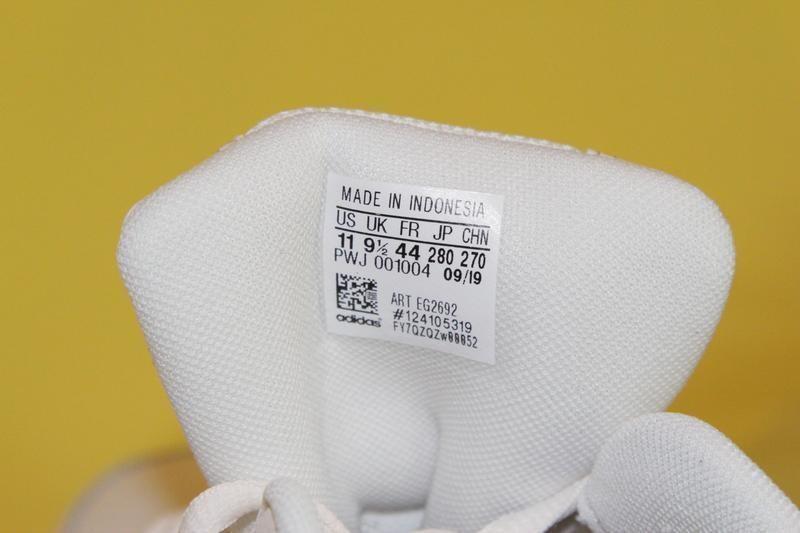 MADE IN INDONESIA
US UK FR JP CHN
11 9½ 44 280 270
PWJ 001004 09/19
ART EG2692
#124105319
adidas
FY7QZQZw00052